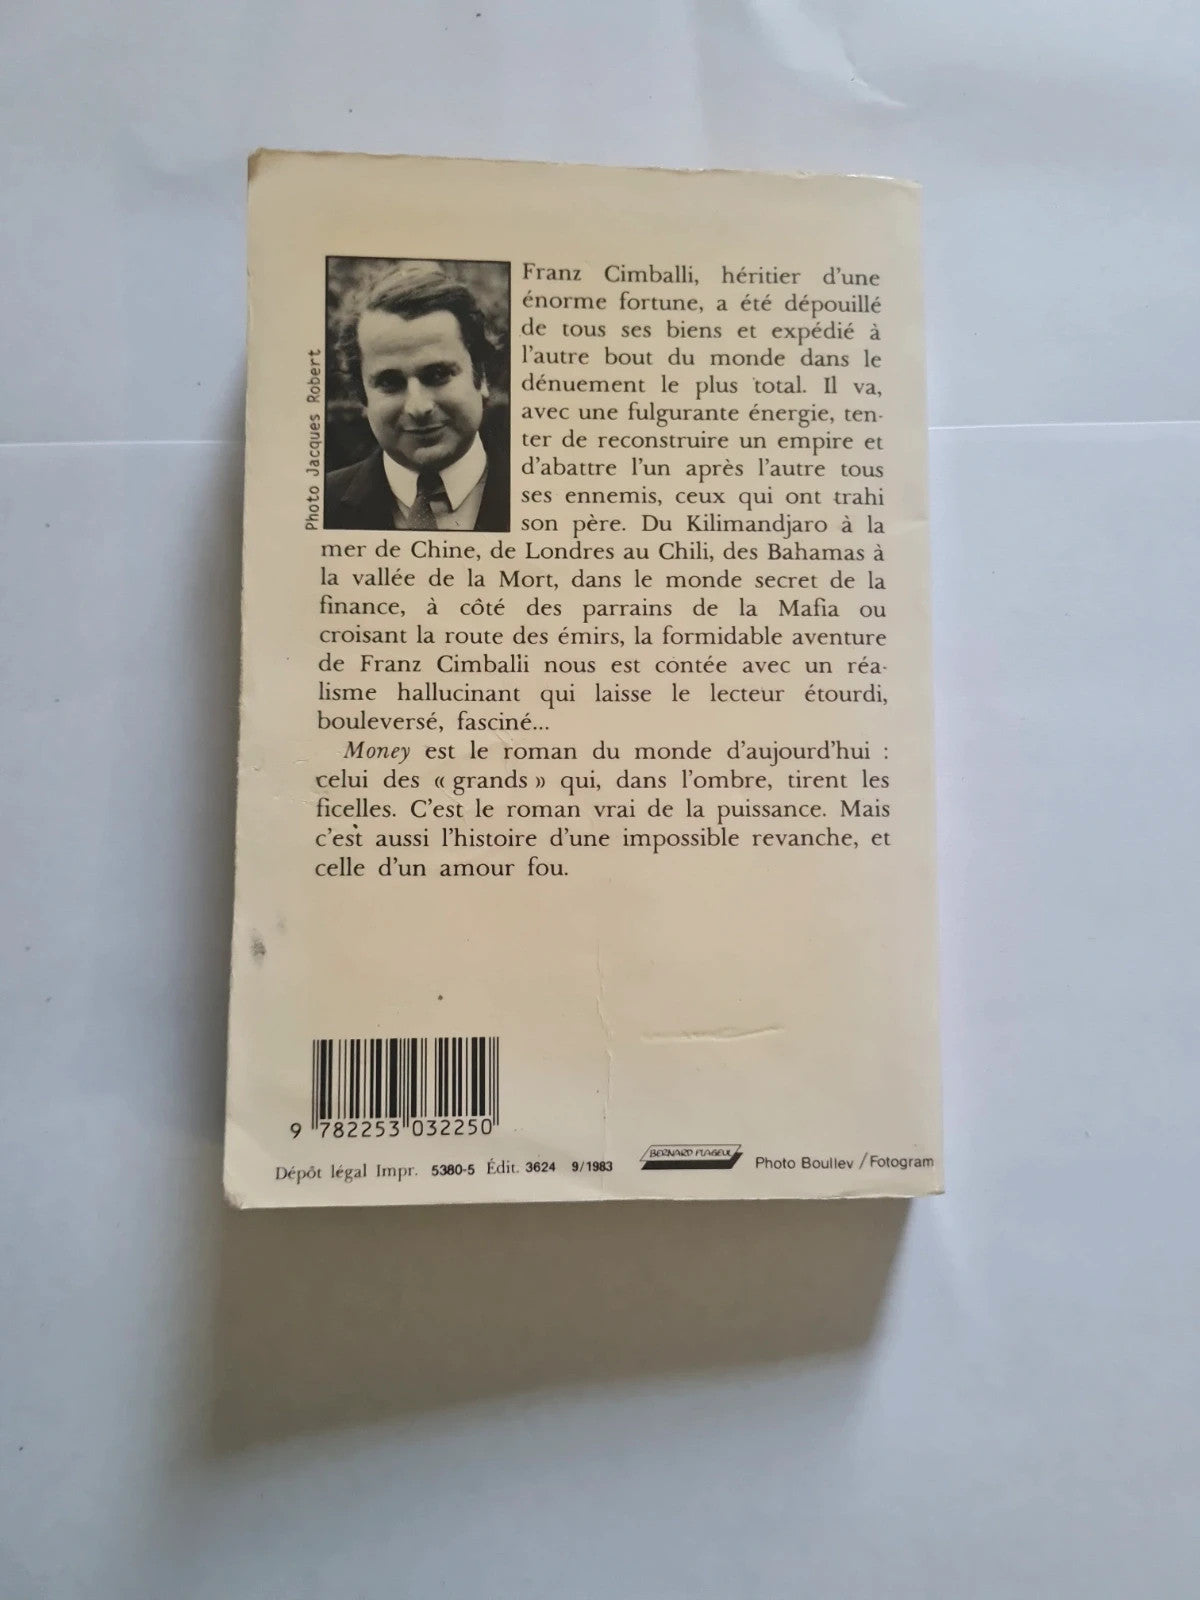 Photo Jacques Robert
Franz Cimballi, héritier d'une
énorme fortune, a été dépouillé
de tous ses biens et expédié à
l'autre bout du monde dans le
dénuement le plus total. Il va,
avec une fulgurante énergie, ten-
ter de reconstruire un empire et
d'abattre l'un après l'autre tous
ses ennemis, ceux qui ont trahi
son père. Du Kilimandjaro à la
mer de Chine, de Londres au Chili, des Bahamas à
la vallée de la Mort, dans le monde secret de la
finance, à côté des parrains de la Mafia ou
croisant la route des émirs, la formidable aventure
de Franz Cimballi nous est contée avec un réa-
lisme hallucinant qui laisse le lecteur étourdi,
bouleversé, fasciné...
Money est le roman du monde d'aujourd'hui :
celui des « grands » qui, dans l'ombre, tirent les
ficelles. C'est le roman vrai de la puissance. Mais
c'est aussi l'histoire d'une impossible revanche, et
celle d'un amour fou.
9 782253 032250
Dépôt légal Impr. 5380-5 Édit. 3624 9/1983
BERNARD FLAGEUL
Photo Boullev / Fotogram